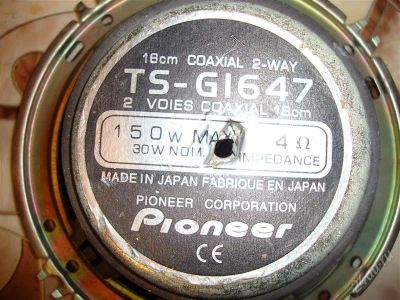 16cm COAXIAL 2-WAY
TS-G1647
2 VOIES COAXIAL 16cm
150W MAX 4Ω
30W NOM. IMPEDANCE
MADE IN JAPAN FABRIQUE EN JAPAN
PIONEER CORPORATION
Pioneer
CE